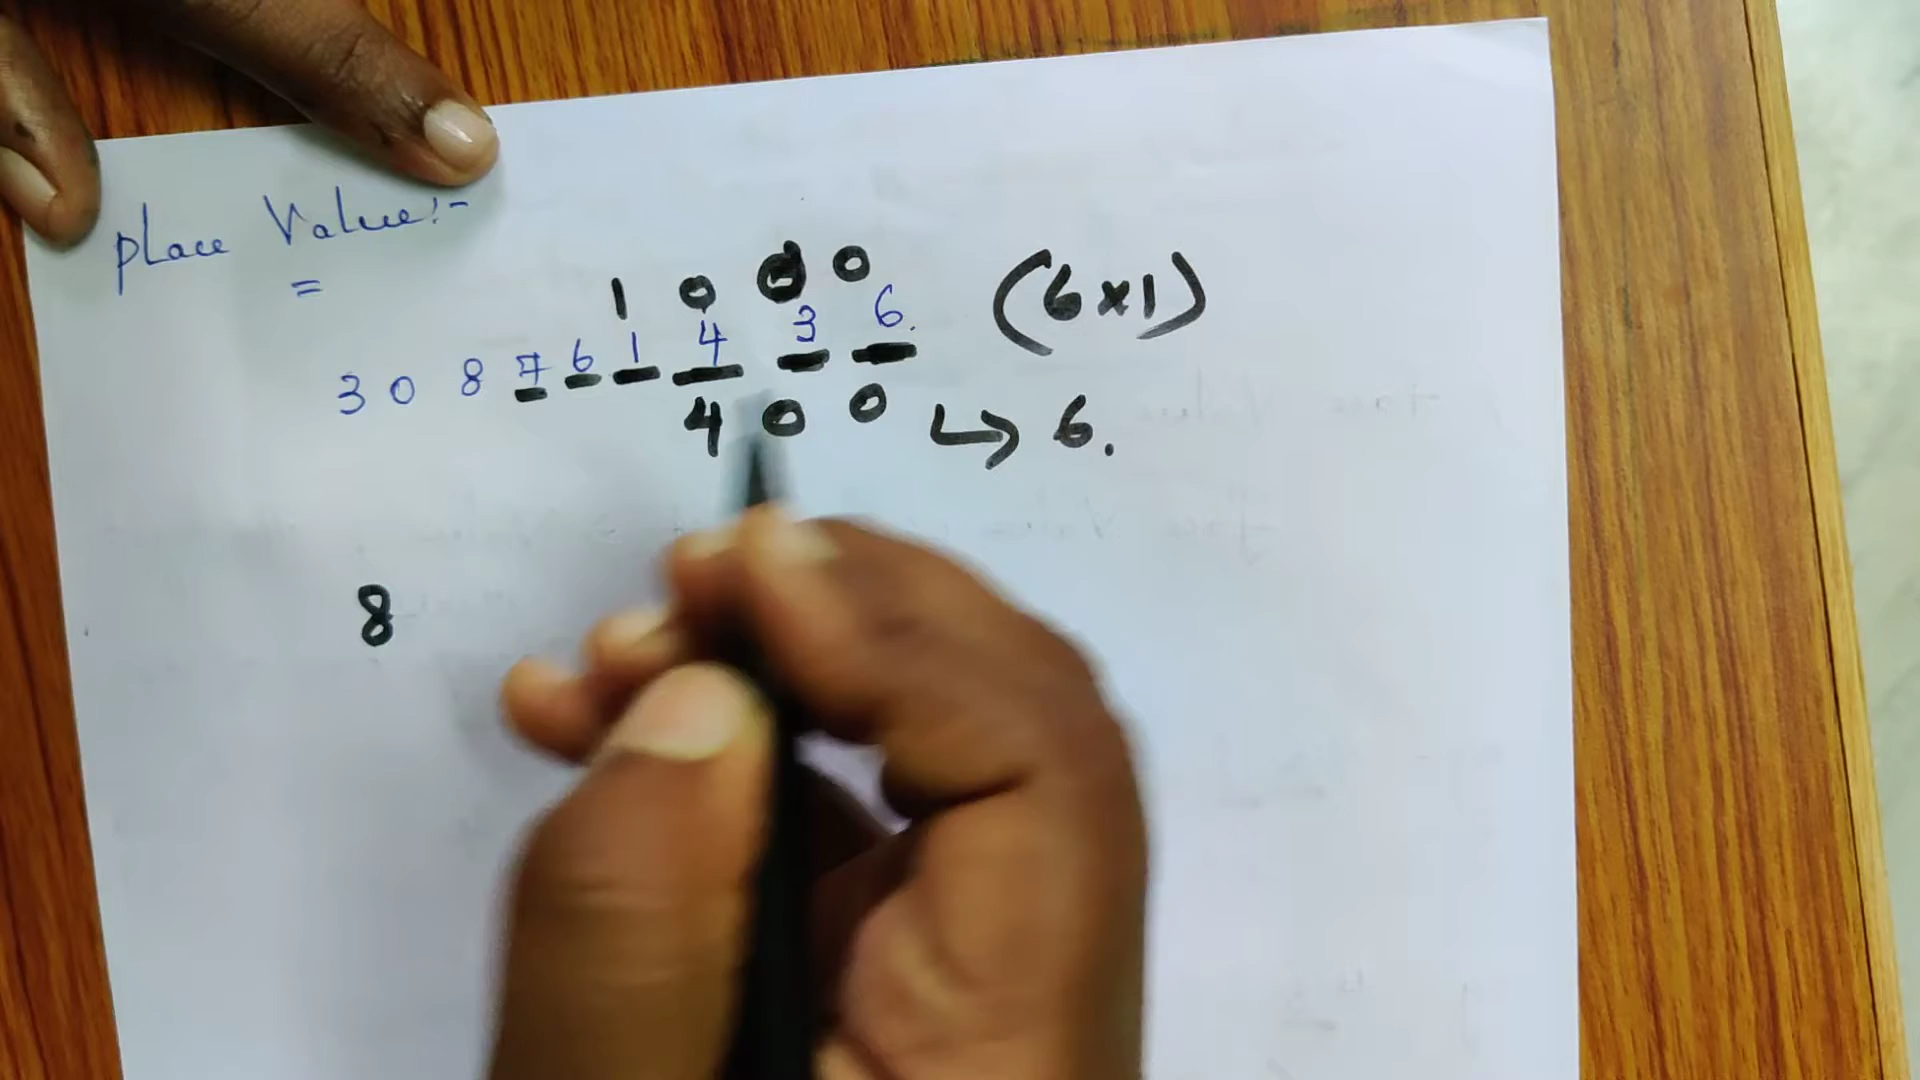 Place Value:-
=
1 0 0 0
3 0 8 7 6 1 4 3 6. (6×1)
4 0 0 ↳ 6.
8